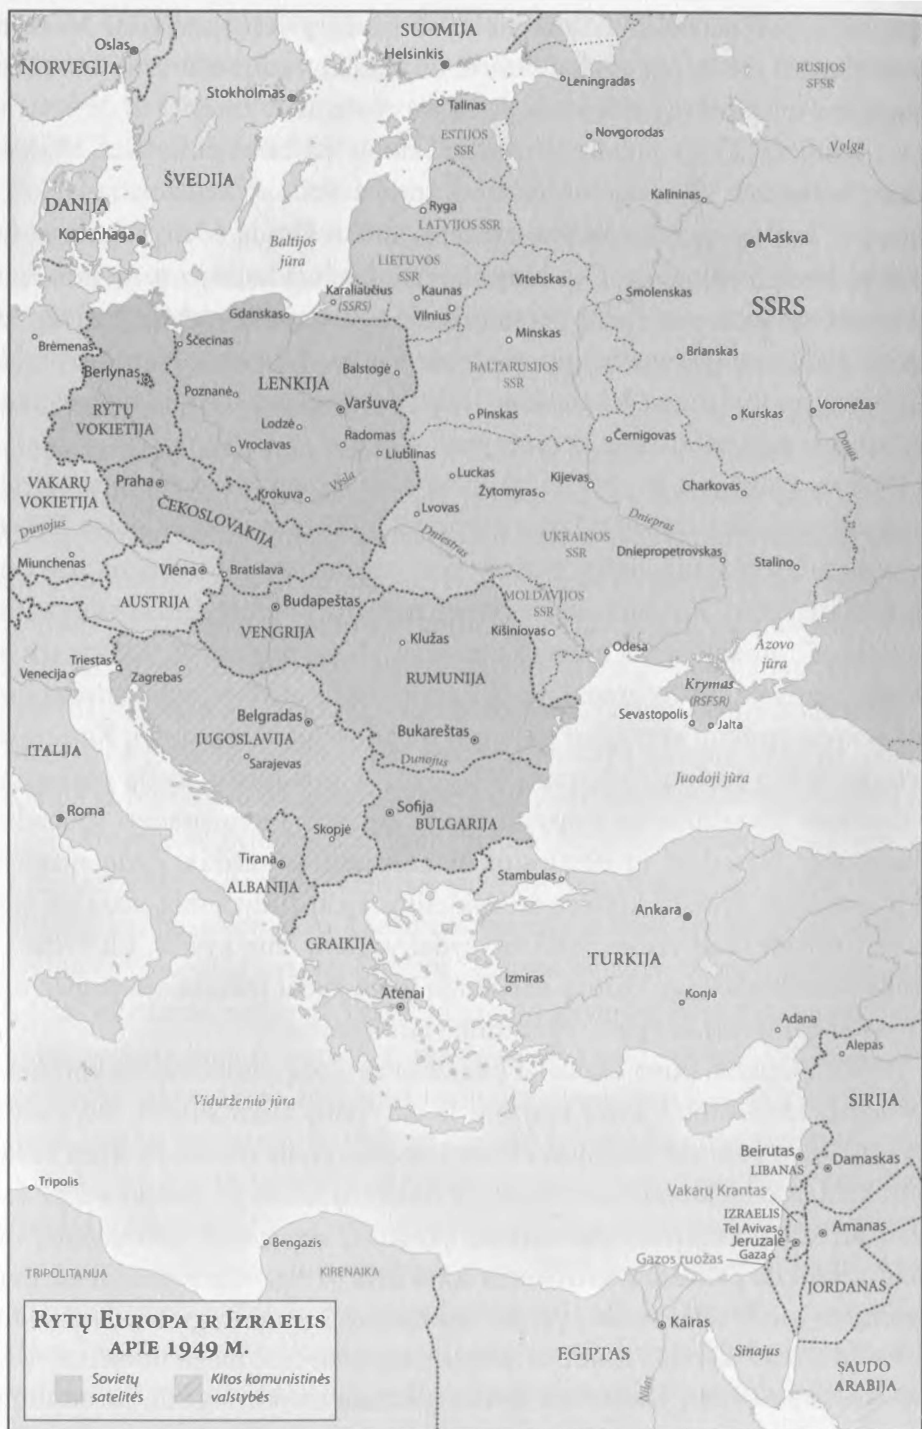 SUOMIJA
Oslas
Helsinkis
NORVEGIJA
Leningradas
RUSIJOS
SFSR
Stokholmas
Talinas
ESTIJOS
SSR
Novgorodas
Volga
ŠVEDIJA
DANIJA
Kalininas
Ryga
LATVIJOS SSR
Kopenhaga
Baltijos
jūra
Maskva
LIETUVOS
SSR
Vitebskas
Karaliaučius
(SSRS)
Kaunas
Smolenskas
SSRS
Gdanskas
Vilnius
Minskas
Brėmenas
Ščecinas
Brianskas
Berlynas
LENKIJA
Balstogė
BALTARUSIJOS
SSR
Poznanė
Varšuva
RYTŲ
VOKIETIJA
Pinskas
Kurskas
Voronežas
Lodzė
Radomas
Černigovas
Vroclavas
Liublinas
Donas
VAKARŲ
VOKIETIJA
Praha
Vysla
Luckas
Kijevas
Krokuva
Žytomyras
Charkovas
ČEKOSLOVAKIJA
Lvovas
Dniepras
Dunojus
Dniestras
UKRAINOS
SSR
Dniepropetrovskas
Miunchenas
Viena
Bratislava
Stalino
AUSTRIJA
Budapeštas
MOLDAVIJOS
SSR
VENGRIJA
Kišiniovas
Klužas
Odesa
Azovo
jūra
Triestas
Venecija
Zagrebas
RUMUNIJA
Krymas
(RSFSR)
Belgradas
Sevastopolis
Jalta
JUGOSLAVIJA
Bukareštas
ITALIJA
Sarajevas
Dunojus
Juodoji jūra
Roma
Sofija
BULGARIJA
Skopjė
Tirana
ALBANIJA
Stambulas
Ankara
GRAIKIJA
TURKIJA
Izmiras
Atėnai
Konja
Adana
Alepas
Viduržemio jūra
SIRIJA
Beirutas
LIBANAS
Damaskas
Tripolis
Vakarų Krantas
IZRAELIS
Tel Avivas
Amanas
Jeruzalė
Bengazis
Gaza
Gazos ruožas
TRIPOLITANIJA
KIRENAIKA
JORDANAS
RYTŲ EUROPA IR IZRAELIS
APIE 1949 M.
Kairas
EGIPTAS
Sinajus
SAUDO
ARABIJA
Nilas
Sovietų
satelitės
Kitos komunistinės
valstybės